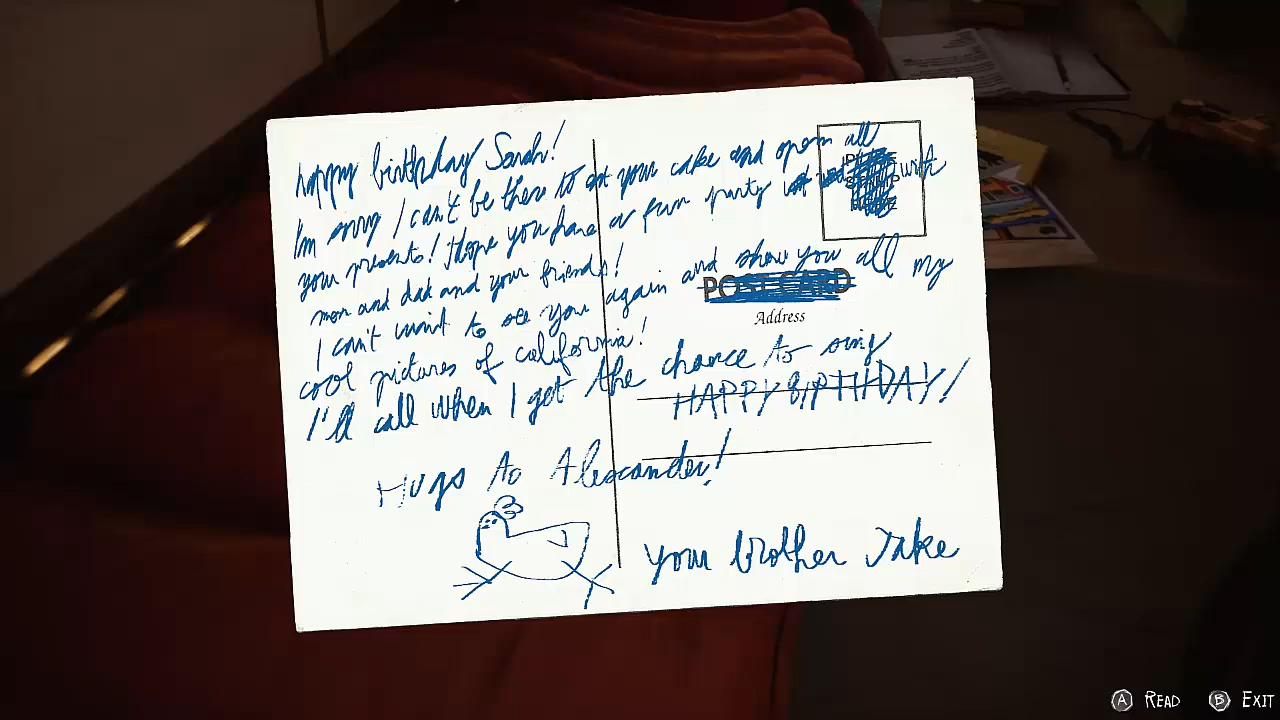 happy birthday Sarah!
I'm sorry I can't be there to eat your cake and open all
your presents! I hope you have a fun party with
mom and dad and your friends!
I can't wait to see you again and show you all my
cool pictures of california!
I'll call when I get the chance to sing
HAPPY BIRTHDAY!
Hugs to Alexander!
your brother Jake
POSTCARD
Address
A READ B EXIT